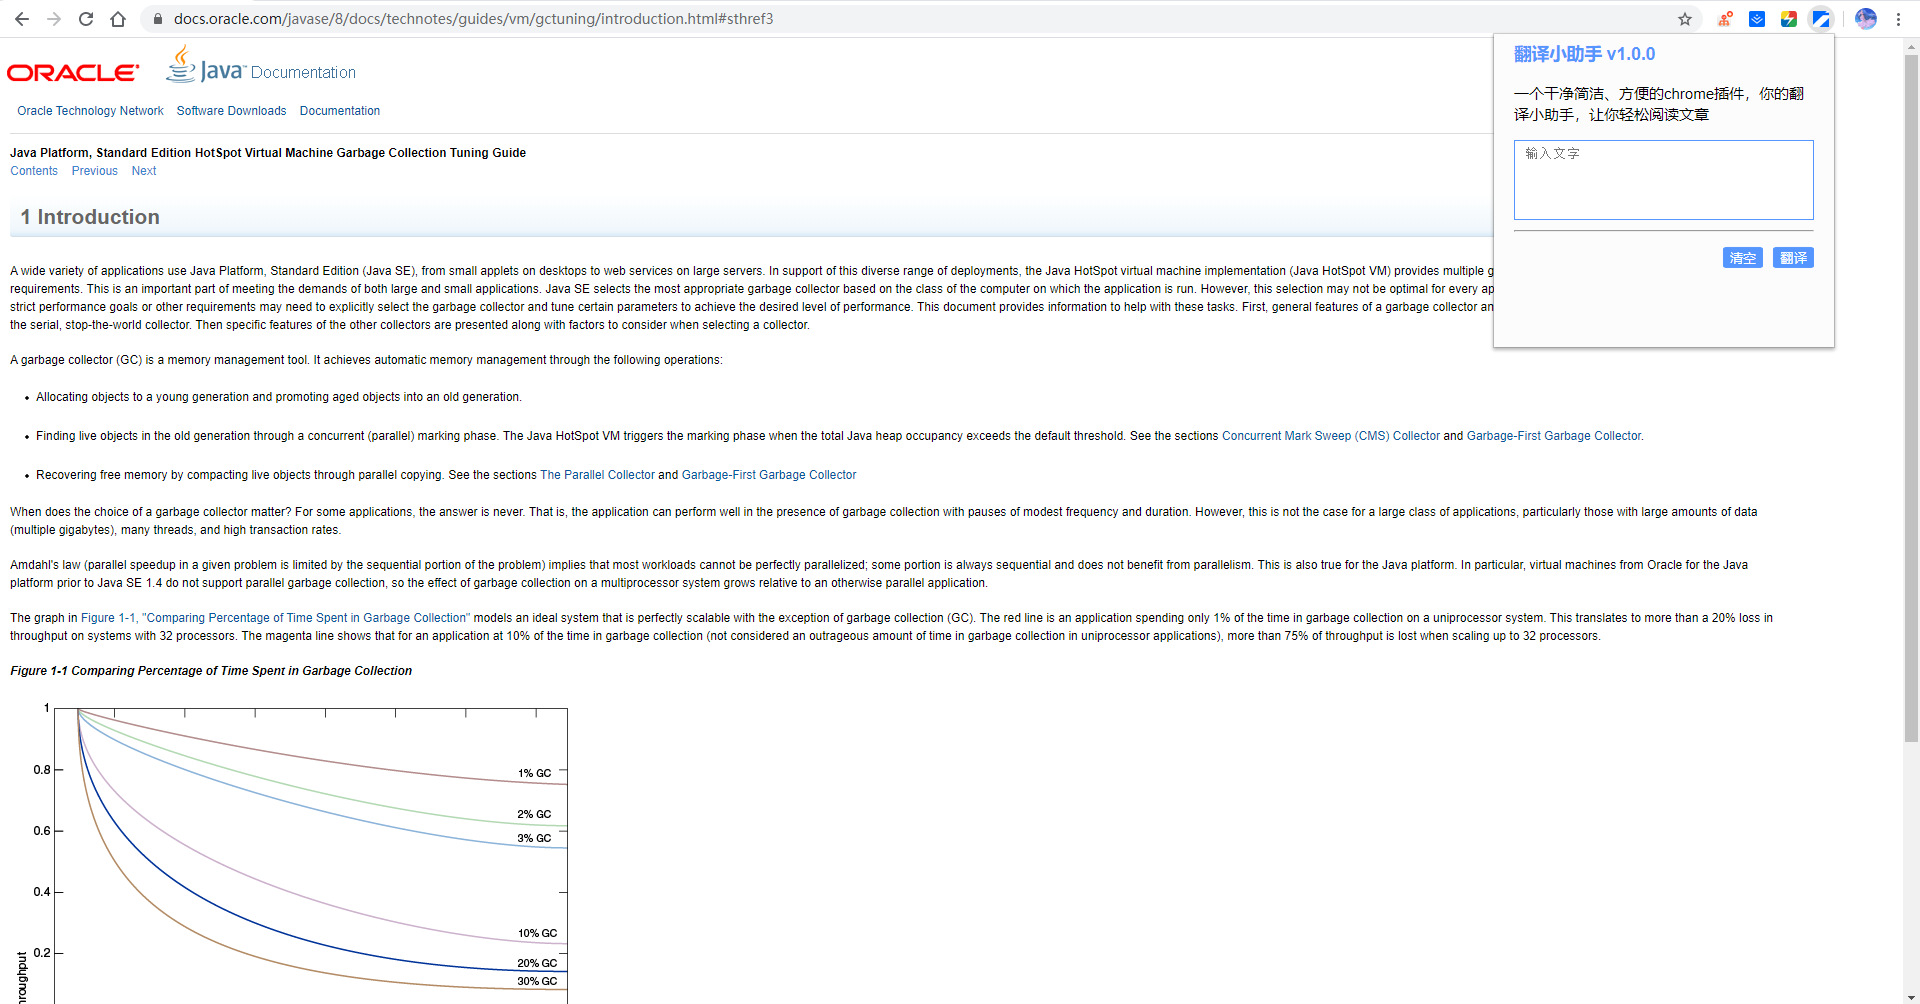 docs.oracle.com/javase/8/docs/technotes/guides/vm/gctuning/introduction.html#sthref3
ORACLE Java Documentation
Oracle Technology Network Software Downloads Documentation
Java Platform, Standard Edition HotSpot Virtual Machine Garbage Collection Tuning Guide
Contents Previous Next
1 Introduction
A wide variety of applications use Java Platform, Standard Edition (Java SE), from small applets on desktops to web services on large servers. In support of this diverse range of deployments, the Java HotSpot virtual machine implementation (Java HotSpot VM) provides multiple g
requirements. This is an important part of meeting the demands of both large and small applications. Java SE selects the most appropriate garbage collector based on the class of the computer on which the application is run. However, this selection may not be optimal for every ap
strict performance goals or other requirements may need to explicitly select the garbage collector and tune certain parameters to achieve the desired level of performance. This document provides information to help with these tasks. First, general features of a garbage collector an
the serial, stop-the-world collector. Then specific features of the other collectors are presented along with factors to consider when selecting a collector.
A garbage collector (GC) is a memory management tool. It achieves automatic memory management through the following operations:
• Allocating objects to a young generation and promoting aged objects into an old generation.
• Finding live objects in the old generation through a concurrent (parallel) marking phase. The Java HotSpot VM triggers the marking phase when the total Java heap occupancy exceeds the default threshold. See the sections Concurrent Mark Sweep (CMS) Collector and Garbage-First Garbage Collector.
• Recovering free memory by compacting live objects through parallel copying. See the sections The Parallel Collector and Garbage-First Garbage Collector
When does the choice of a garbage collector matter? For some applications, the answer is never. That is, the application can perform well in the presence of garbage collection with pauses of modest frequency and duration. However, this is not the case for a large class of applications, particularly those with large amounts of data
(multiple gigabytes), many threads, and high transaction rates.
Amdahl's law (parallel speedup in a given problem is limited by the sequential portion of the problem) implies that most workloads cannot be perfectly parallelized; some portion is always sequential and does not benefit from parallelism. This is also true for the Java platform. In particular, virtual machines from Oracle for the Java
platform prior to Java SE 1.4 do not support parallel garbage collection, so the effect of garbage collection on a multiprocessor system grows relative to an otherwise parallel application.
The graph in Figure 1-1, "Comparing Percentage of Time Spent in Garbage Collection" models an ideal system that is perfectly scalable with the exception of garbage collection (GC). The red line is an application spending only 1% of the time in garbage collection on a uniprocessor system. This translates to more than a 20% loss in
throughput on systems with 32 processors. The magenta line shows that for an application at 10% of the time in garbage collection (not considered an outrageous amount of time in garbage collection in uniprocessor applications), more than 75% of throughput is lost when scaling up to 32 processors.
Figure 1-1 Comparing Percentage of Time Spent in Garbage Collection
1
0.8
0.6
0.4
0.2
roughput
1% GC
2% GC
3% GC
10% GC
20% GC
30% GC
翻译小助手 v1.0.0
一个干净简洁、方便的chrome插件，你的翻
译小助手，让你轻松阅读文章
输入文字
清空 翻译